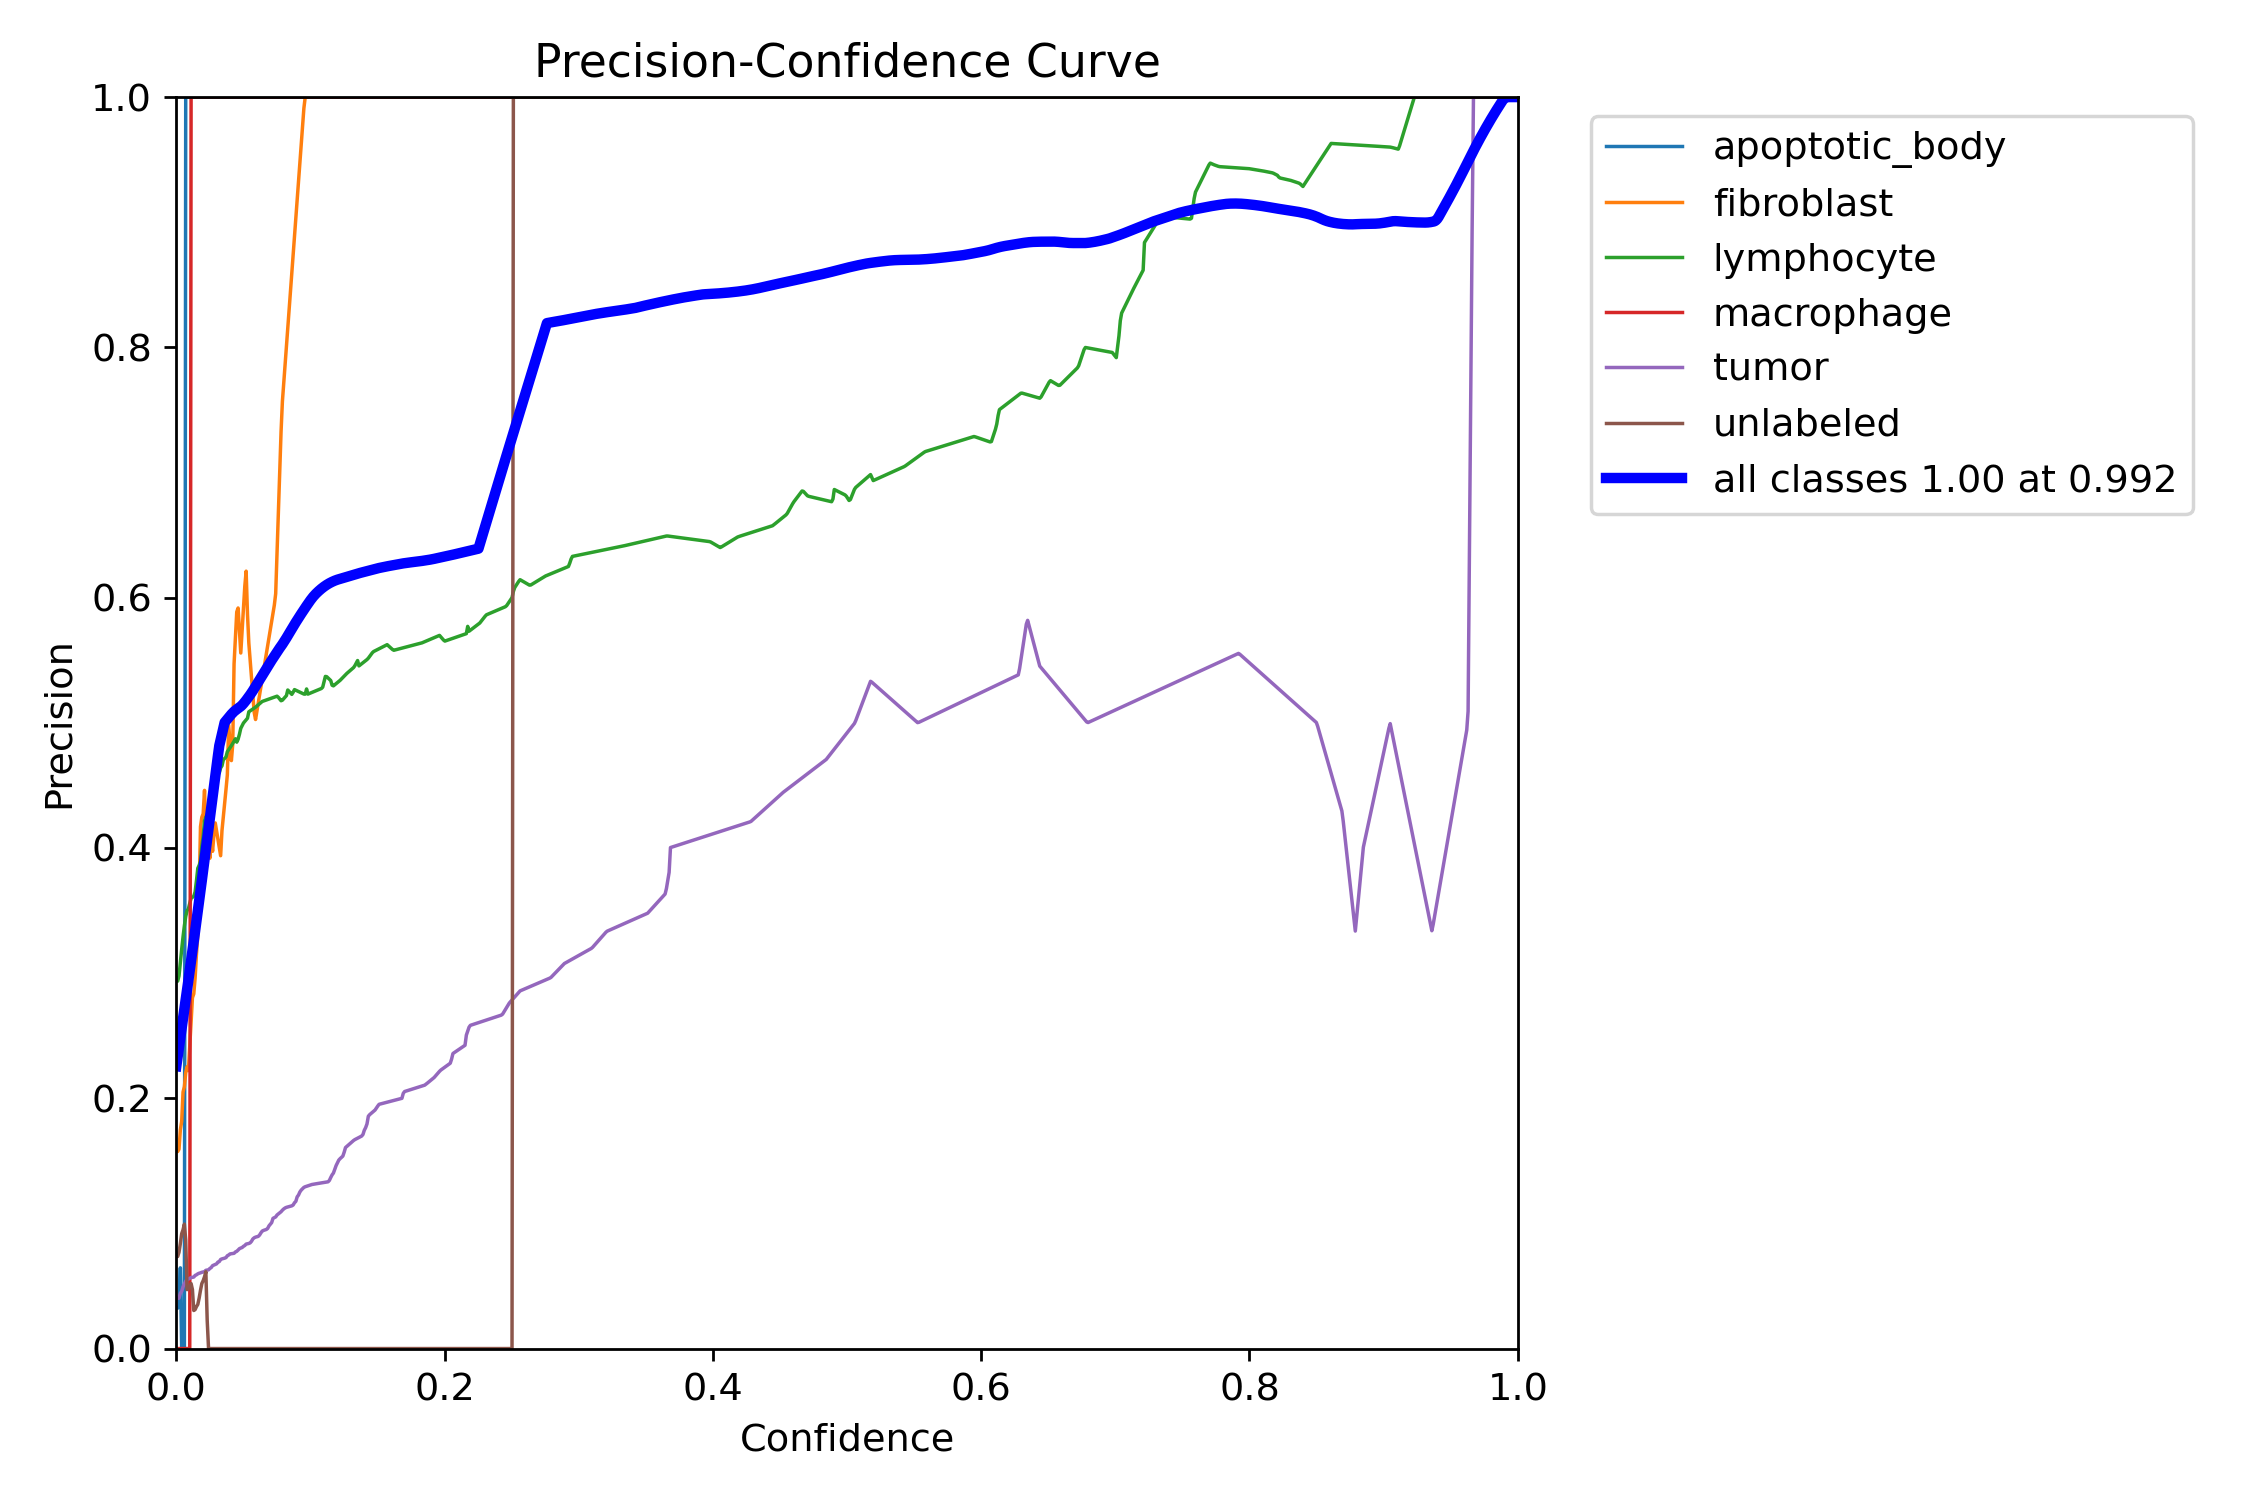 Precision-Confidence Curve
1.0
0.8
0.6
0.4
0.2
0.0
Precision
0.0 0.2 0.4 0.6 0.8 1.0
Confidence
apoptotic_body
fibroblast
lymphocyte
macrophage
tumor
unlabeled
all classes 1.00 at 0.992